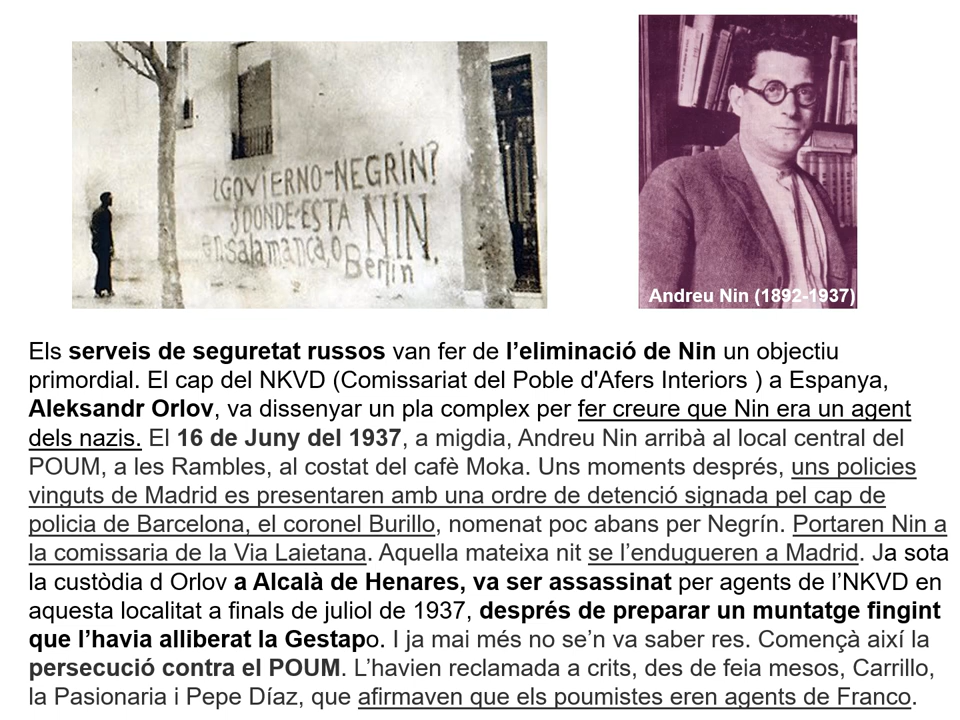 ¿GOVIERNO-NEGRÍN?
¿DONDE-ESTA NIN
en salamanca, o
Berlin
Andreu Nin (1892-1937)
Els serveis de seguretat russos van fer de l’eliminació de Nin un objectiu
primordial. El cap del NKVD (Comissariat del Poble d'Afers Interiors ) a Espanya,
Aleksandr Orlov, va dissenyar un pla complex per fer creure que Nin era un agent
dels nazis. El 16 de Juny del 1937, a migdia, Andreu Nin arribà al local central del
POUM, a les Rambles, al costat del cafè Moka. Uns moments després, uns policies
vinguts de Madrid es presentaren amb una ordre de detenció signada pel cap de
policia de Barcelona, el coronel Burillo, nomenat poc abans per Negrín. Portaren Nin a
la comissaria de la Via Laietana. Aquella mateixa nit se l’endugueren a Madrid. Ja sota
la custòdia d Orlov a Alcalà de Henares, va ser assassinat per agents de l’NKVD en
aquesta localitat a finals de juliol de 1937, després de preparar un muntatge fingint
que l’havia alliberat la Gestapo. I ja mai més no se’n va saber res. Començà així la
persecució contra el POUM. L’havien reclamada a crits, des de feia mesos, Carrillo,
la Pasionaria i Pepe Díaz, que afirmaven que els poumistes eren agents de Franco.